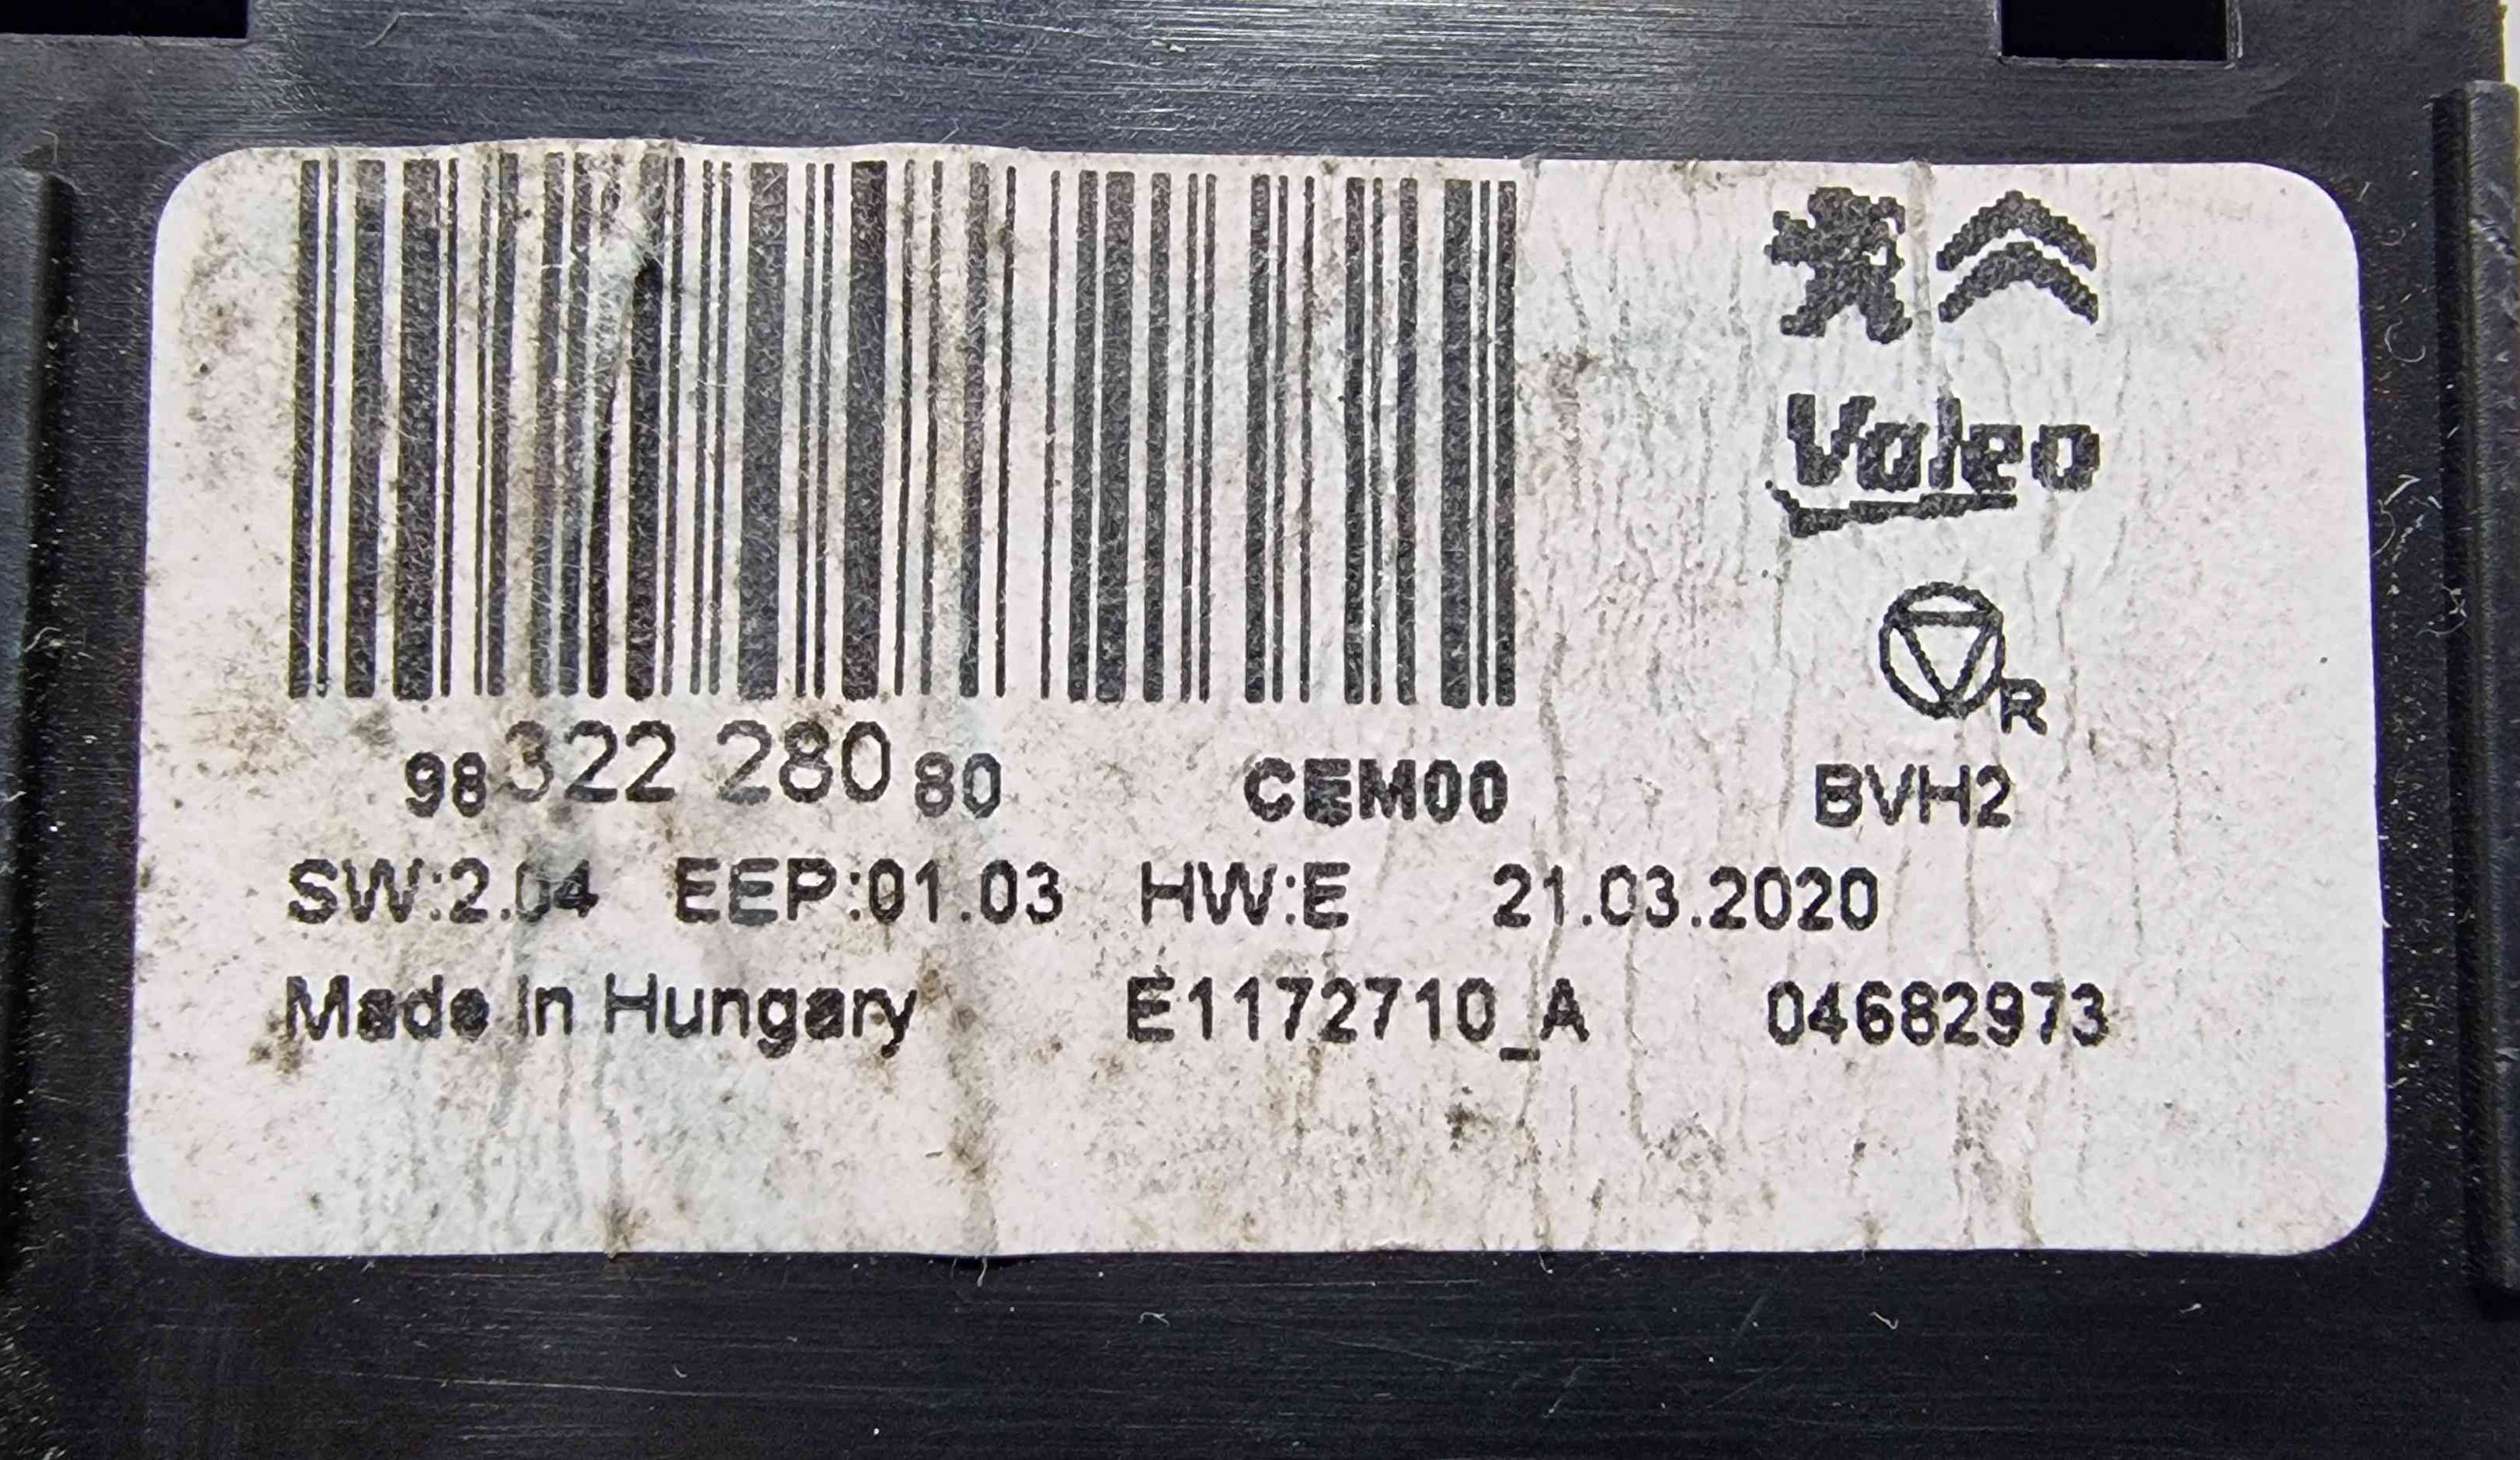 Valeo
R
98 322 280 80 CEM00 BVH2
SW:2.04 EEP:01.03 HW:E 21.03.2020
Made In Hungary E1172710_A 04682973